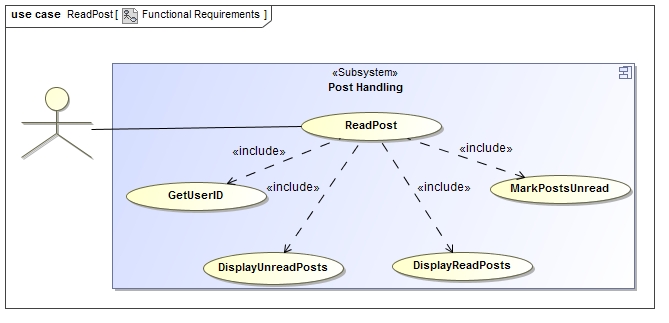 use case ReadPost [ Functional Requirements ]
«Subsystem»
Post Handling
ReadPost
«include»
«include»
«include»
«include»
GetUserID
MarkPostsUnread
DisplayUnreadPosts
DisplayReadPosts